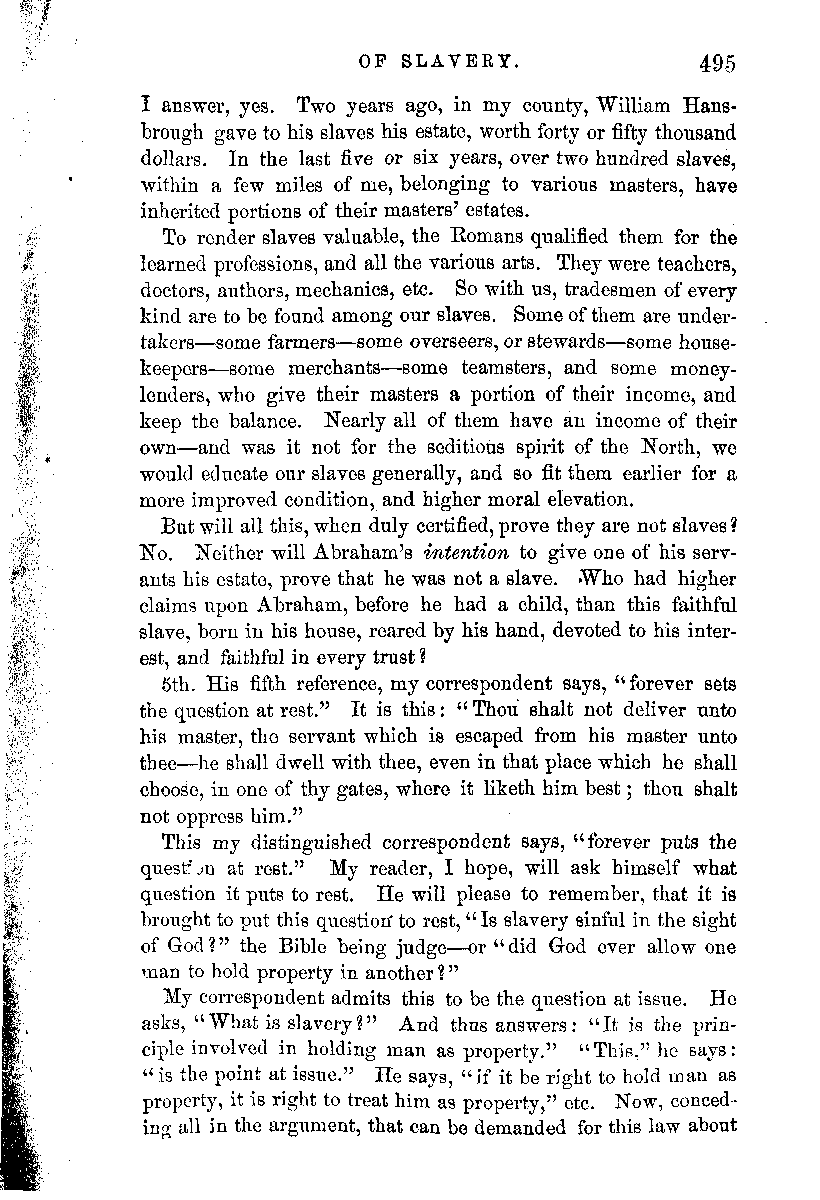 OF SLAVERY. 495
I answer, yes. Two years ago, in my county, William Hans-
brough gave to his slaves his estate, worth forty or fifty thousand
dollars. In the last five or six years, over two hundred slaves,
within a few miles of me, belonging to various masters, have
inherited portions of their masters' estates.
To render slaves valuable, the Romans qualified them for the
learned professions, and all the various arts. They were teachers,
doctors, authors, mechanics, etc. So with us, tradesmen of every
kind are to be found among our slaves. Some of them are under-
takers—some farmers—some overseers, or stewards—some house-
keepers—some merchants—some teamsters, and some money-
lenders, who give their masters a portion of their income, and
keep the balance. Nearly all of them have an income of their
own—and was it not for the seditious spirit of the North, we
would educate our slaves generally, and so fit them earlier for a
more improved condition, and higher moral elevation.
But will all this, when duly certified, prove they are not slaves?
No. Neither will Abraham's intention to give one of his serv-
ants his estate, prove that he was not a slave. Who had higher
claims upon Abraham, before he had a child, than this faithful
slave, born in his house, reared by his hand, devoted to his inter-
est, and faithful in every trust?
5th. His fifth reference, my correspondent says, "forever sets
the question at rest." It is this: "Thou shalt not deliver unto
his master, the servant which is escaped from his master unto
thee—he shall dwell with thee, even in that place which he shall
choose, in one of thy gates, where it liketh him best; thou shalt
not oppress him."
This my distinguished correspondent says, "forever puts the
question at rest." My reader, I hope, will ask himself what
question it puts to rest. He will please to remember, that it is
brought to put this question to rest, "Is slavery sinful in the sight
of God?" the Bible being judge—or "did God ever allow one
man to hold property in another?"
My correspondent admits this to be the question at issue. He
asks, "What is slavery?" And thus answers: "It is the prin-
ciple involved in holding man as property." "This," he says:
"is the point at issue." He says, "if it be right to hold man as
property, it is right to treat him as property," etc. Now, conced-
ing all in the argument, that can be demanded for this law about